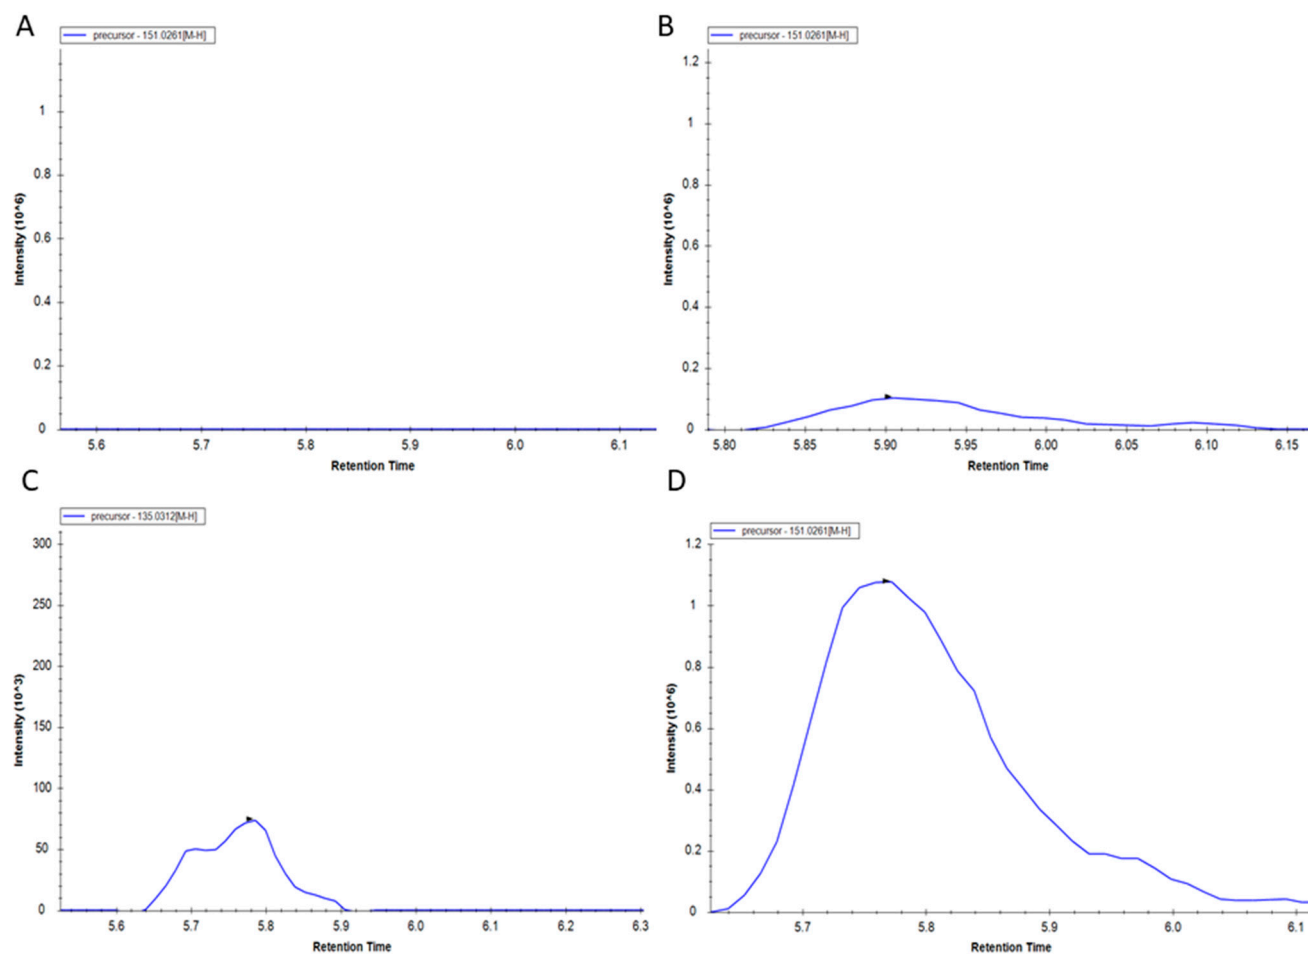 A
precursor - 151.0261[M-H]
1
0.8
0.6
0.4
0.2
0
Intensity (10^6)
5.6 5.7 5.8 5.9 6.0 6.1
Retention Time
B
precursor - 151.0261[M-H]
1.2
1
0.8
0.6
0.4
0.2
0
Intensity (10^6)
5.80 5.85 5.90 5.95 6.00 6.05 6.10 6.15
Retention Time
C
precursor - 135.0312[M-H]
300
250
200
150
100
50
0
Intensity (10^3)
5.6 5.7 5.8 5.9 6.0 6.1 6.2 6.3
Retention Time
D
precursor - 151.0261[M-H]
1.2
1
0.8
0.6
0.4
0.2
0
Intensity (10^6)
5.7 5.8 5.9 6.0 6.1
Retention Time